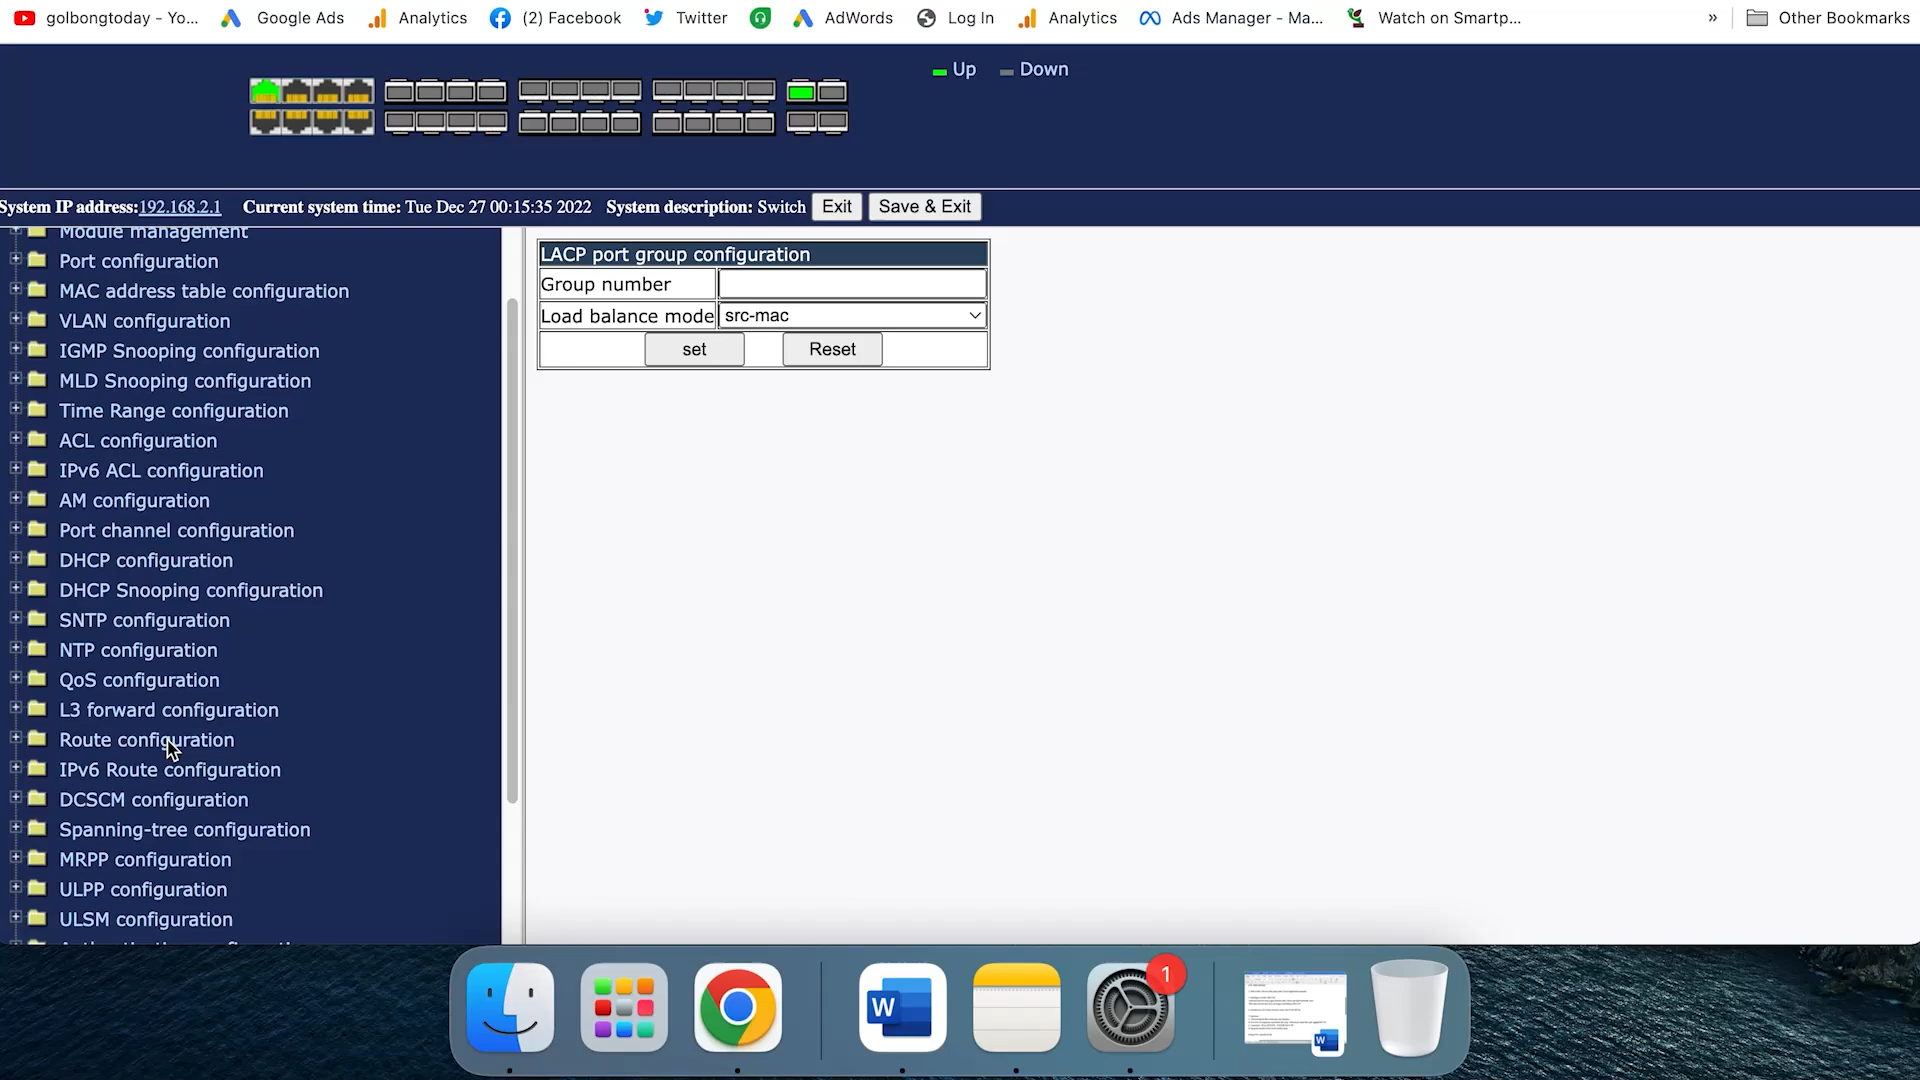 golbongtoday - Yo...
Google Ads
Analytics
(2) Facebook
Twitter
AdWords
Log In
Analytics
Ads Manager - Ma...
Watch on Smartp...
»
Other Bookmarks
Up
Down
System IP address:192.168.2.1 Current system time: Tue Dec 27 00:15:35 2022 System description: Switch Exit Save & Exit
Module management
Port configuration
MAC address table configuration
VLAN configuration
IGMP Snooping configuration
MLD Snooping configuration
Time Range configuration
ACL configuration
IPv6 ACL configuration
AM configuration
Port channel configuration
DHCP configuration
DHCP Snooping configuration
SNTP configuration
NTP configuration
QoS configuration
L3 forward configuration
Route configuration
IPv6 Route configuration
DCSCM configuration
Spanning-tree configuration
MRPP configuration
ULPP configuration
ULSM configuration
LACP port group configuration
Group number
Load balance mode src-mac
set Reset
W
1
W